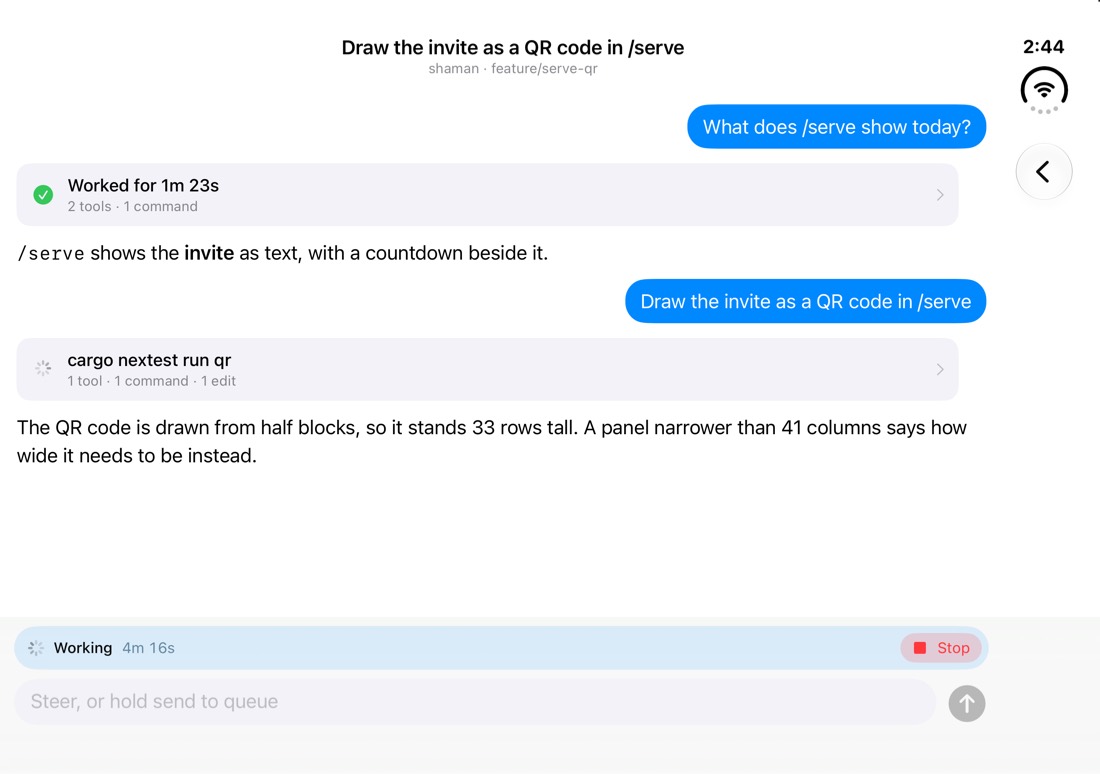 Draw the invite as a QR code in /serve
shaman · feature/serve-qr
2:44
What does /serve show today?
Worked for 1m 23s
2 tools · 1 command
/serve shows the invite as text, with a countdown beside it.
Draw the invite as a QR code in /serve
cargo nextest run qr
1 tool · 1 command · 1 edit
The QR code is drawn from half blocks, so it stands 33 rows tall. A panel narrower than 41 columns says how
wide it needs to be instead.
Working 4m 16s
Stop
Steer, or hold send to queue